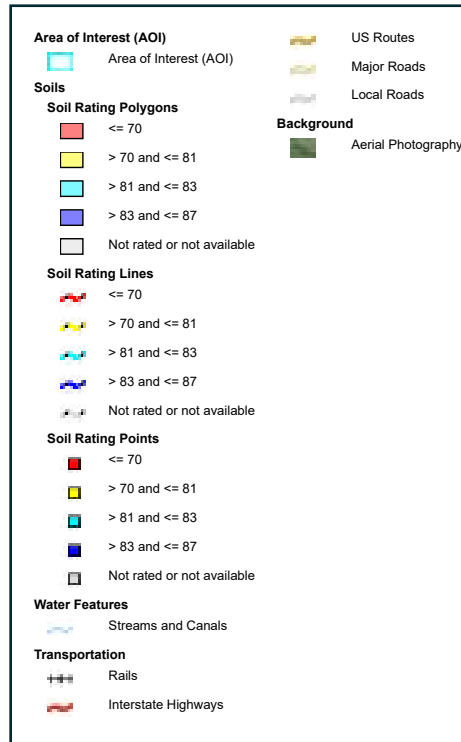 Area of Interest (AOI)
Area of Interest (AOI)
Soils
Soil Rating Polygons
<= 70
> 70 and <= 81
> 81 and <= 83
> 83 and <= 87
Not rated or not available
Soil Rating Lines
<= 70
> 70 and <= 81
> 81 and <= 83
> 83 and <= 87
Not rated or not available
Soil Rating Points
<= 70
> 70 and <= 81
> 81 and <= 83
> 83 and <= 87
Not rated or not available
Water Features
Streams and Canals
Transportation
Rails
Interstate Highways
US Routes
Major Roads
Local Roads
Background
Aerial Photography